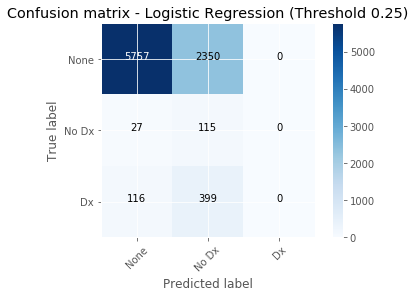 Confusion matrix - Logistic Regression (Threshold 0.25)
None 5757 2350 0
No Dx 27 115 0
Dx 116 399 0
None No Dx Dx
True label
Predicted label
5000
4000
3000
2000
1000
0